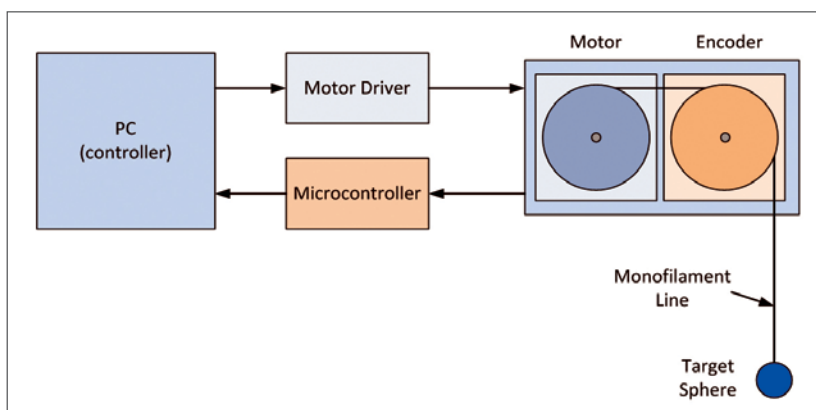 Motor
Encoder
PC
(controller)
Motor Driver
Microcontroller
Monofilament
Line
Target
Sphere